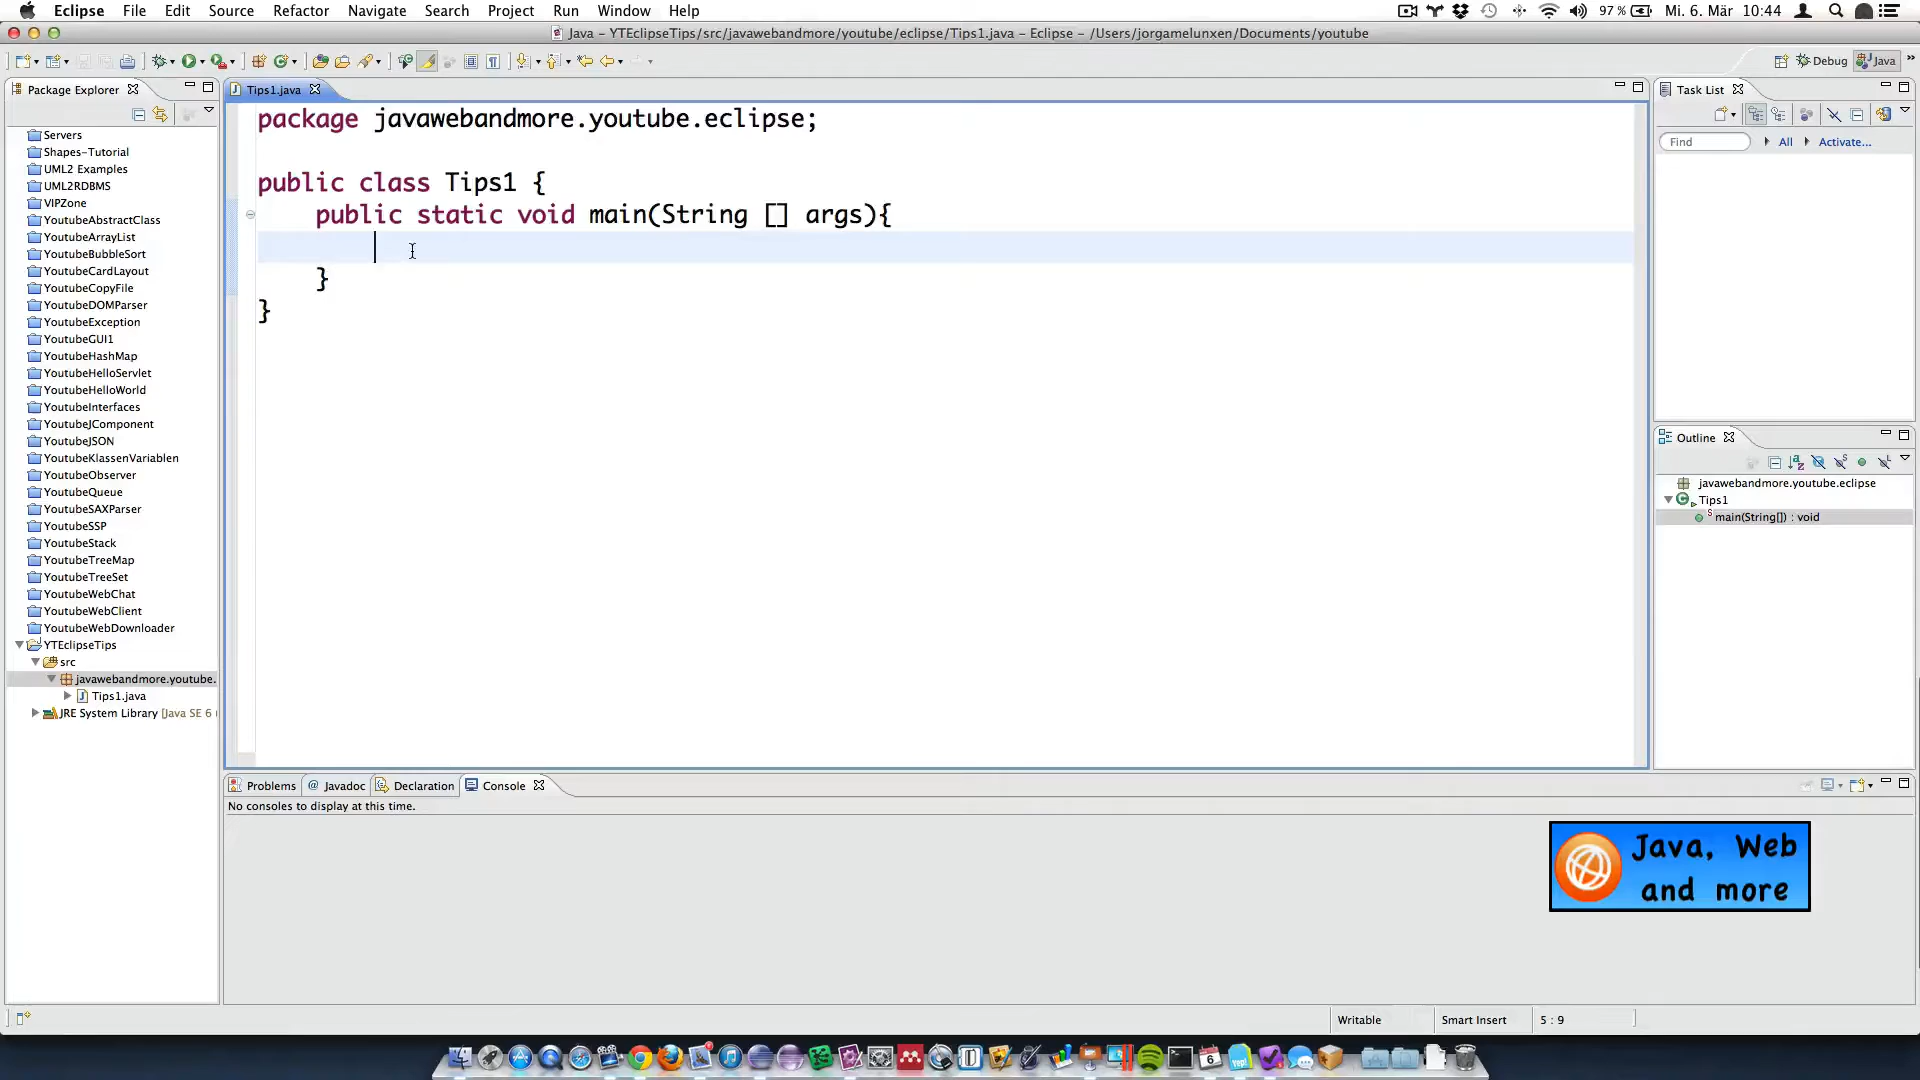 Eclipse File Edit Source Refactor Navigate Search Project Run Window Help 97% Mi. 6. Mär 10:44
Java – YTEclipseTips/src/javawebandmore/youtube/eclipse/Tips1.java – Eclipse – /Users/jorgamelunxen/Documents/youtube
Debug Java
Package Explorer
Servers
Shapes-Tutorial
UML2 Examples
UML2RDBMS
VIPZone
YoutubeAbstractClass
YoutubeArrayList
YoutubeBubbleSort
YoutubeCardLayout
YoutubeCopyFile
YoutubeDOMParser
YoutubeException
YoutubeGUI1
YoutubeHashMap
YoutubeHelloServlet
YoutubeHelloWorld
YoutubeInterfaces
YoutubeJComponent
YoutubeJSON
YoutubeKlassenVariablen
YoutubeObserver
YoutubeQueue
YoutubeSAXParser
YoutubeSSP
YoutubeStack
YoutubeTreeMap
YoutubeTreeSet
YoutubeWebChat
YoutubeWebClient
YoutubeWebDownloader
YTEclipseTips
src
javawebandmore.youtube.
Tips1.java
JRE System Library [Java SE 6
Tips1.java
package javawebandmore.youtube.eclipse;
public class Tips1 {
public static void main(String [] args){
}
}
Task List
Find All Activate...
Outline
javawebandmore.youtube.eclipse
Tips1
main(String[]) : void
Problems @ Javadoc Declaration Console
No consoles to display at this time.
Java, Web
and more
Writable Smart Insert 5 : 9